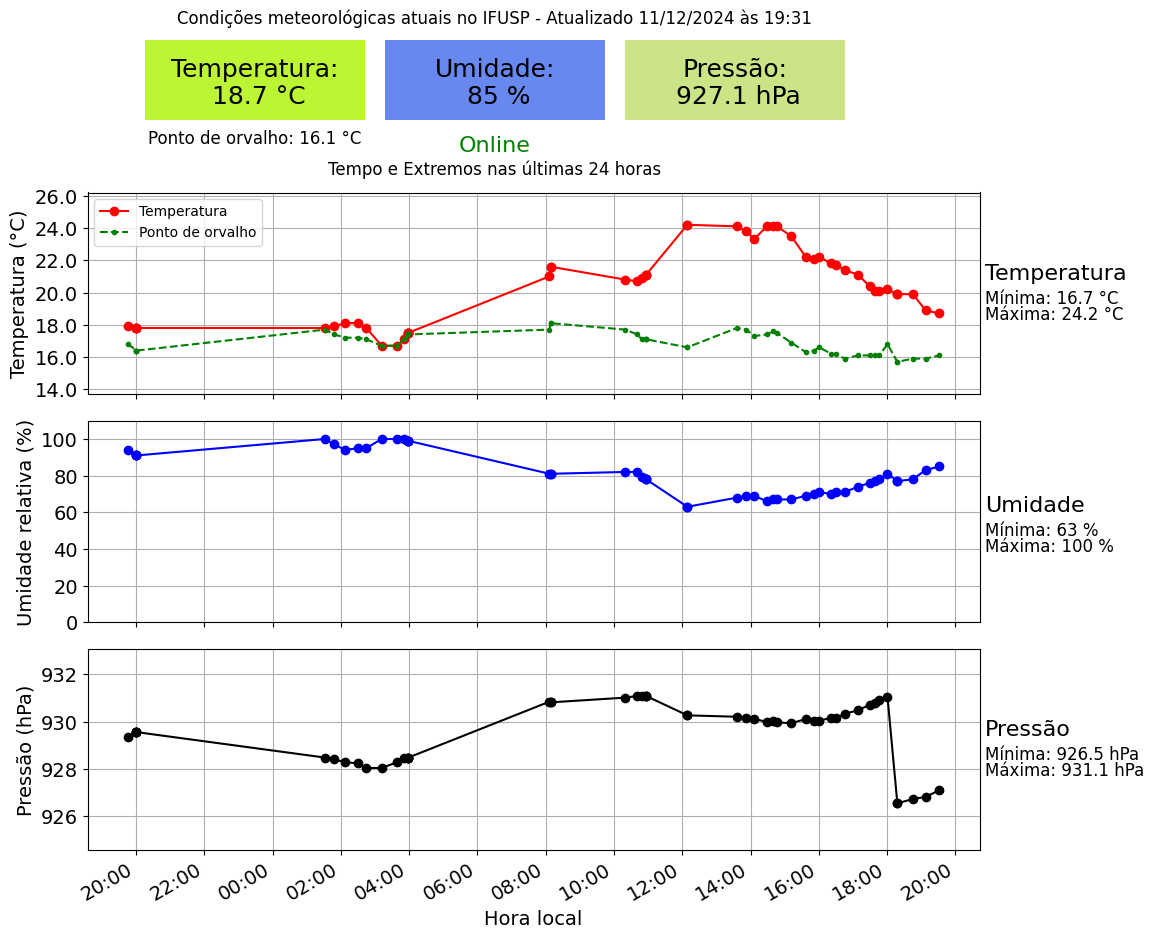 Condições meteorológicas atuais no IFUSP - Atualizado 11/12/2024 às 19:31
Temperatura:
18.7 °C
Umidade:
85 %
Pressão:
927.1 hPa
Ponto de orvalho: 16.1 °C
Online
Tempo e Extremos nas últimas 24 horas
Temperatura (°C)
26.0
24.0
22.0
20.0
18.0
16.0
14.0
Temperatura
Ponto de orvalho
Temperatura
Mínima: 16.7 °C
Máxima: 24.2 °C
Umidade relativa (%)
100
80
60
40
20
0
Umidade
Mínima: 63 %
Máxima: 100 %
Pressão (hPa)
932
930
928
926
Pressão
Mínima: 926.5 hPa
Máxima: 931.1 hPa
20:00 22:00 00:00 02:00 04:00 06:00 08:00 10:00 12:00 14:00 16:00 18:00 20:00
Hora local